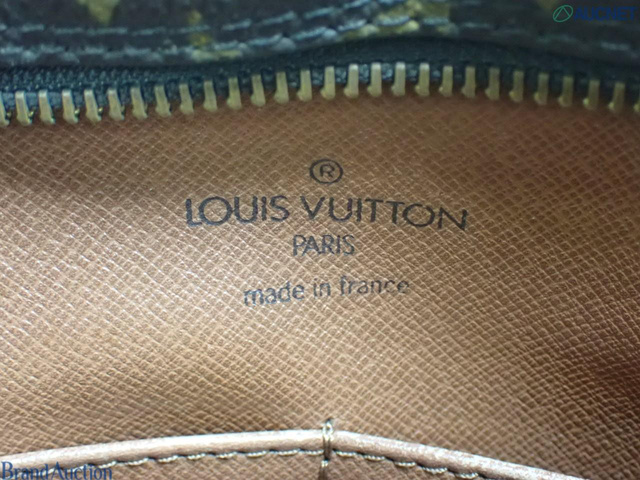 ®
LOUIS VUITTON
PARIS
made in france
Brand Auction